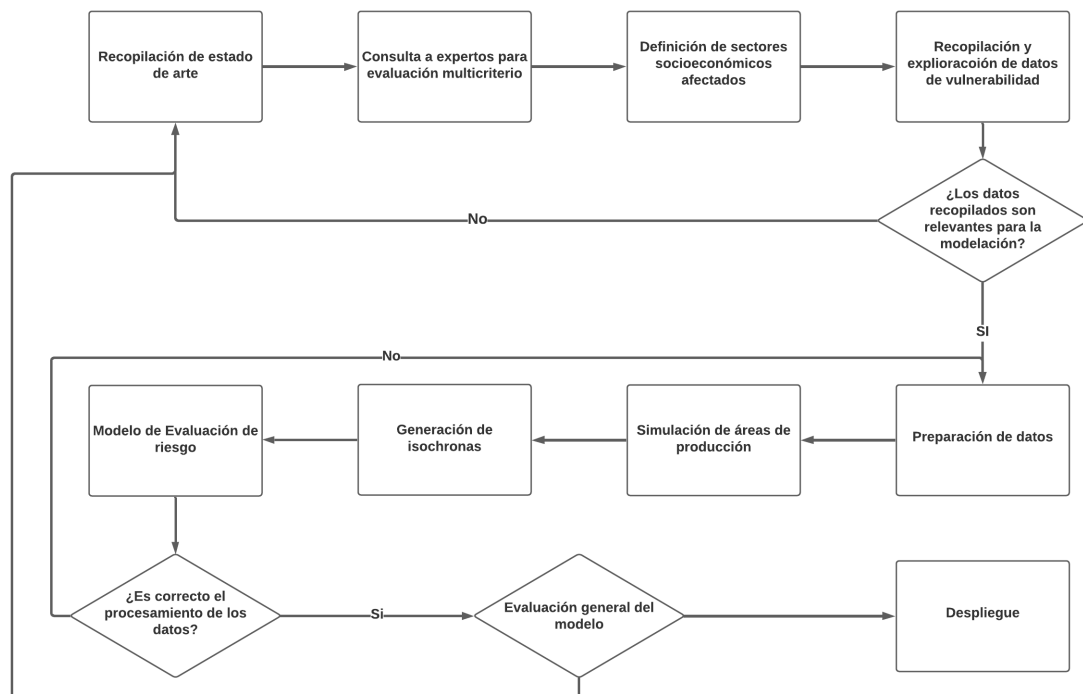 Recopilación de estado
de arte
Consulta a expertos para
evaluación multicriterio
Definición de sectores
socioeconómicos
afectados
Recopilación y
explioracoón de datos
de vulnerabilidad
¿Los datos
recopilados son
relevantes para la
modelación?
No
SI
No
Modelo de Evaluación de
riesgo
Generación de
isochronas
Simulación de áreas de
producción
Preparación de datos
¿Es correcto el
procesamiento de los
datos?
Si
Evaluación general del
modelo
Despliegue